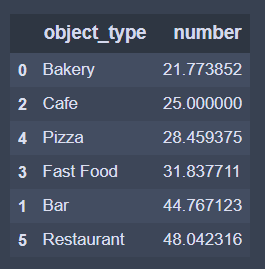 object_type number
0 Bakery 21.773852
2 Cafe 25.000000
4 Pizza 28.459375
3 Fast Food 31.837711
1 Bar 44.767123
5 Restaurant 48.042316